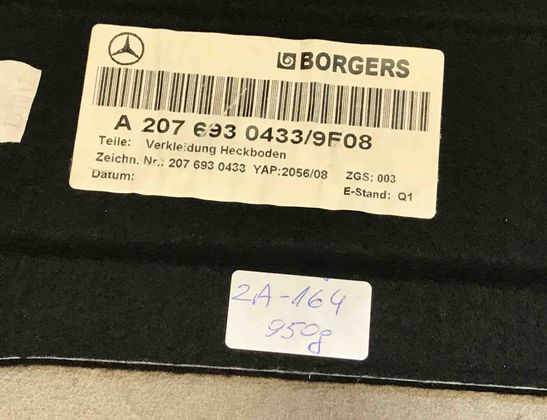 BORGERS
A 207 693 0433/9F08
Teile: Verkleidung Heckboden
Zeichn. Nr.: 207 693 0433 YAP:2056/08 ZGS: 003
Datum: E-Stand: Q1
2A-164
950g